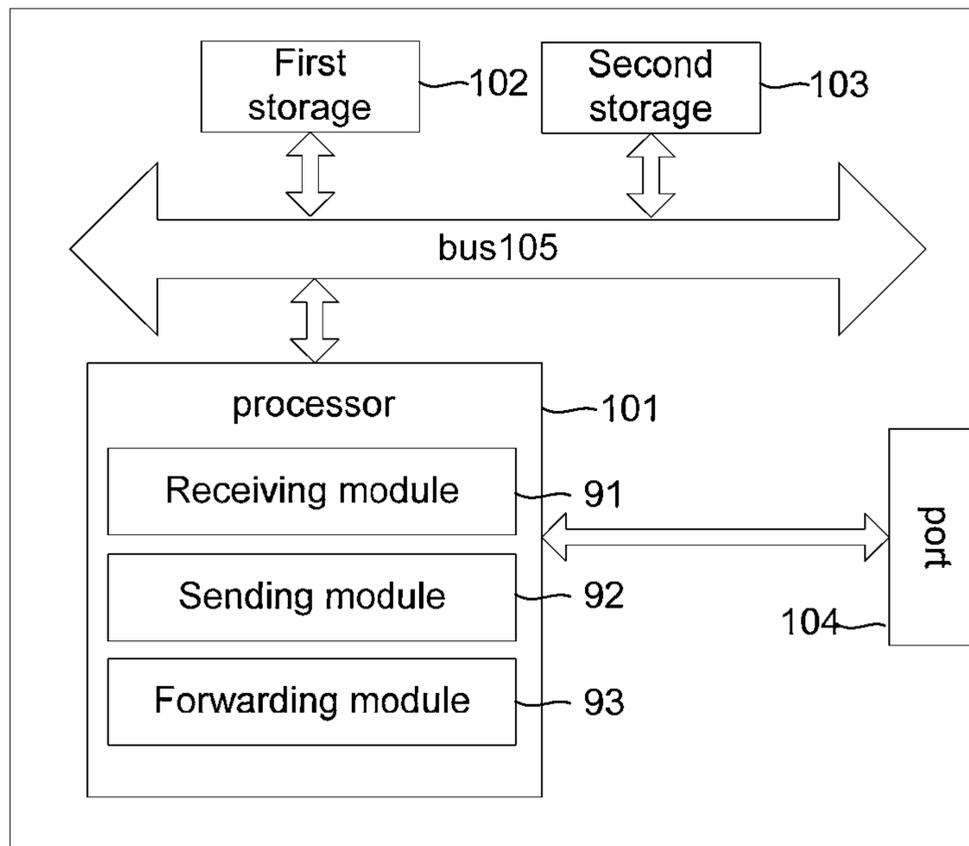 First
storage
102
Second
storage
103
bus105
processor
101
Receiving module
91
Sending module
92
Forwarding module
93
port
104